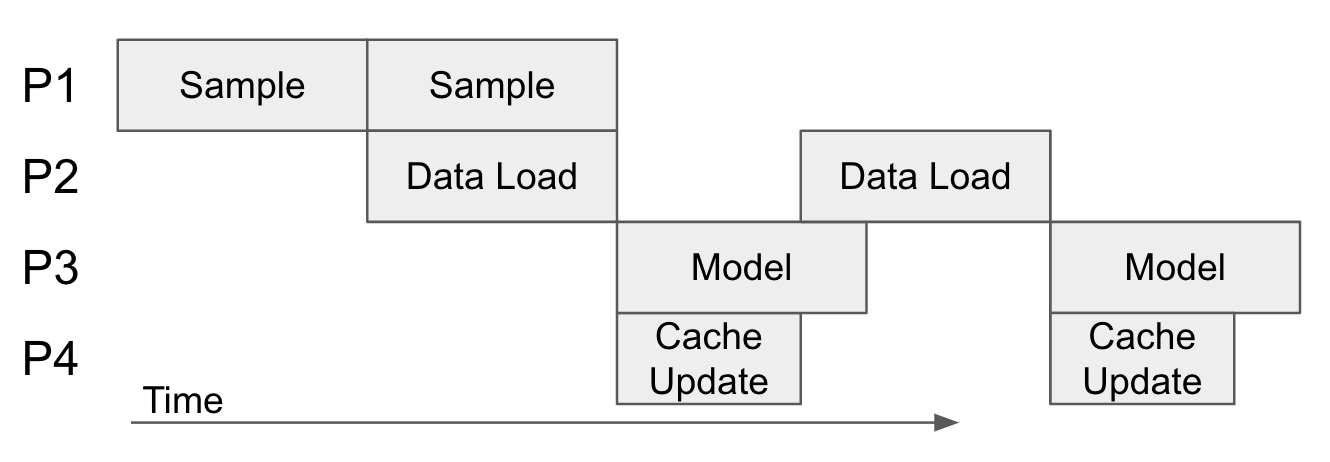 P1 Sample Sample
P2 Data Load Data Load
P3 Model Model
P4 Cache Update Cache Update
Time